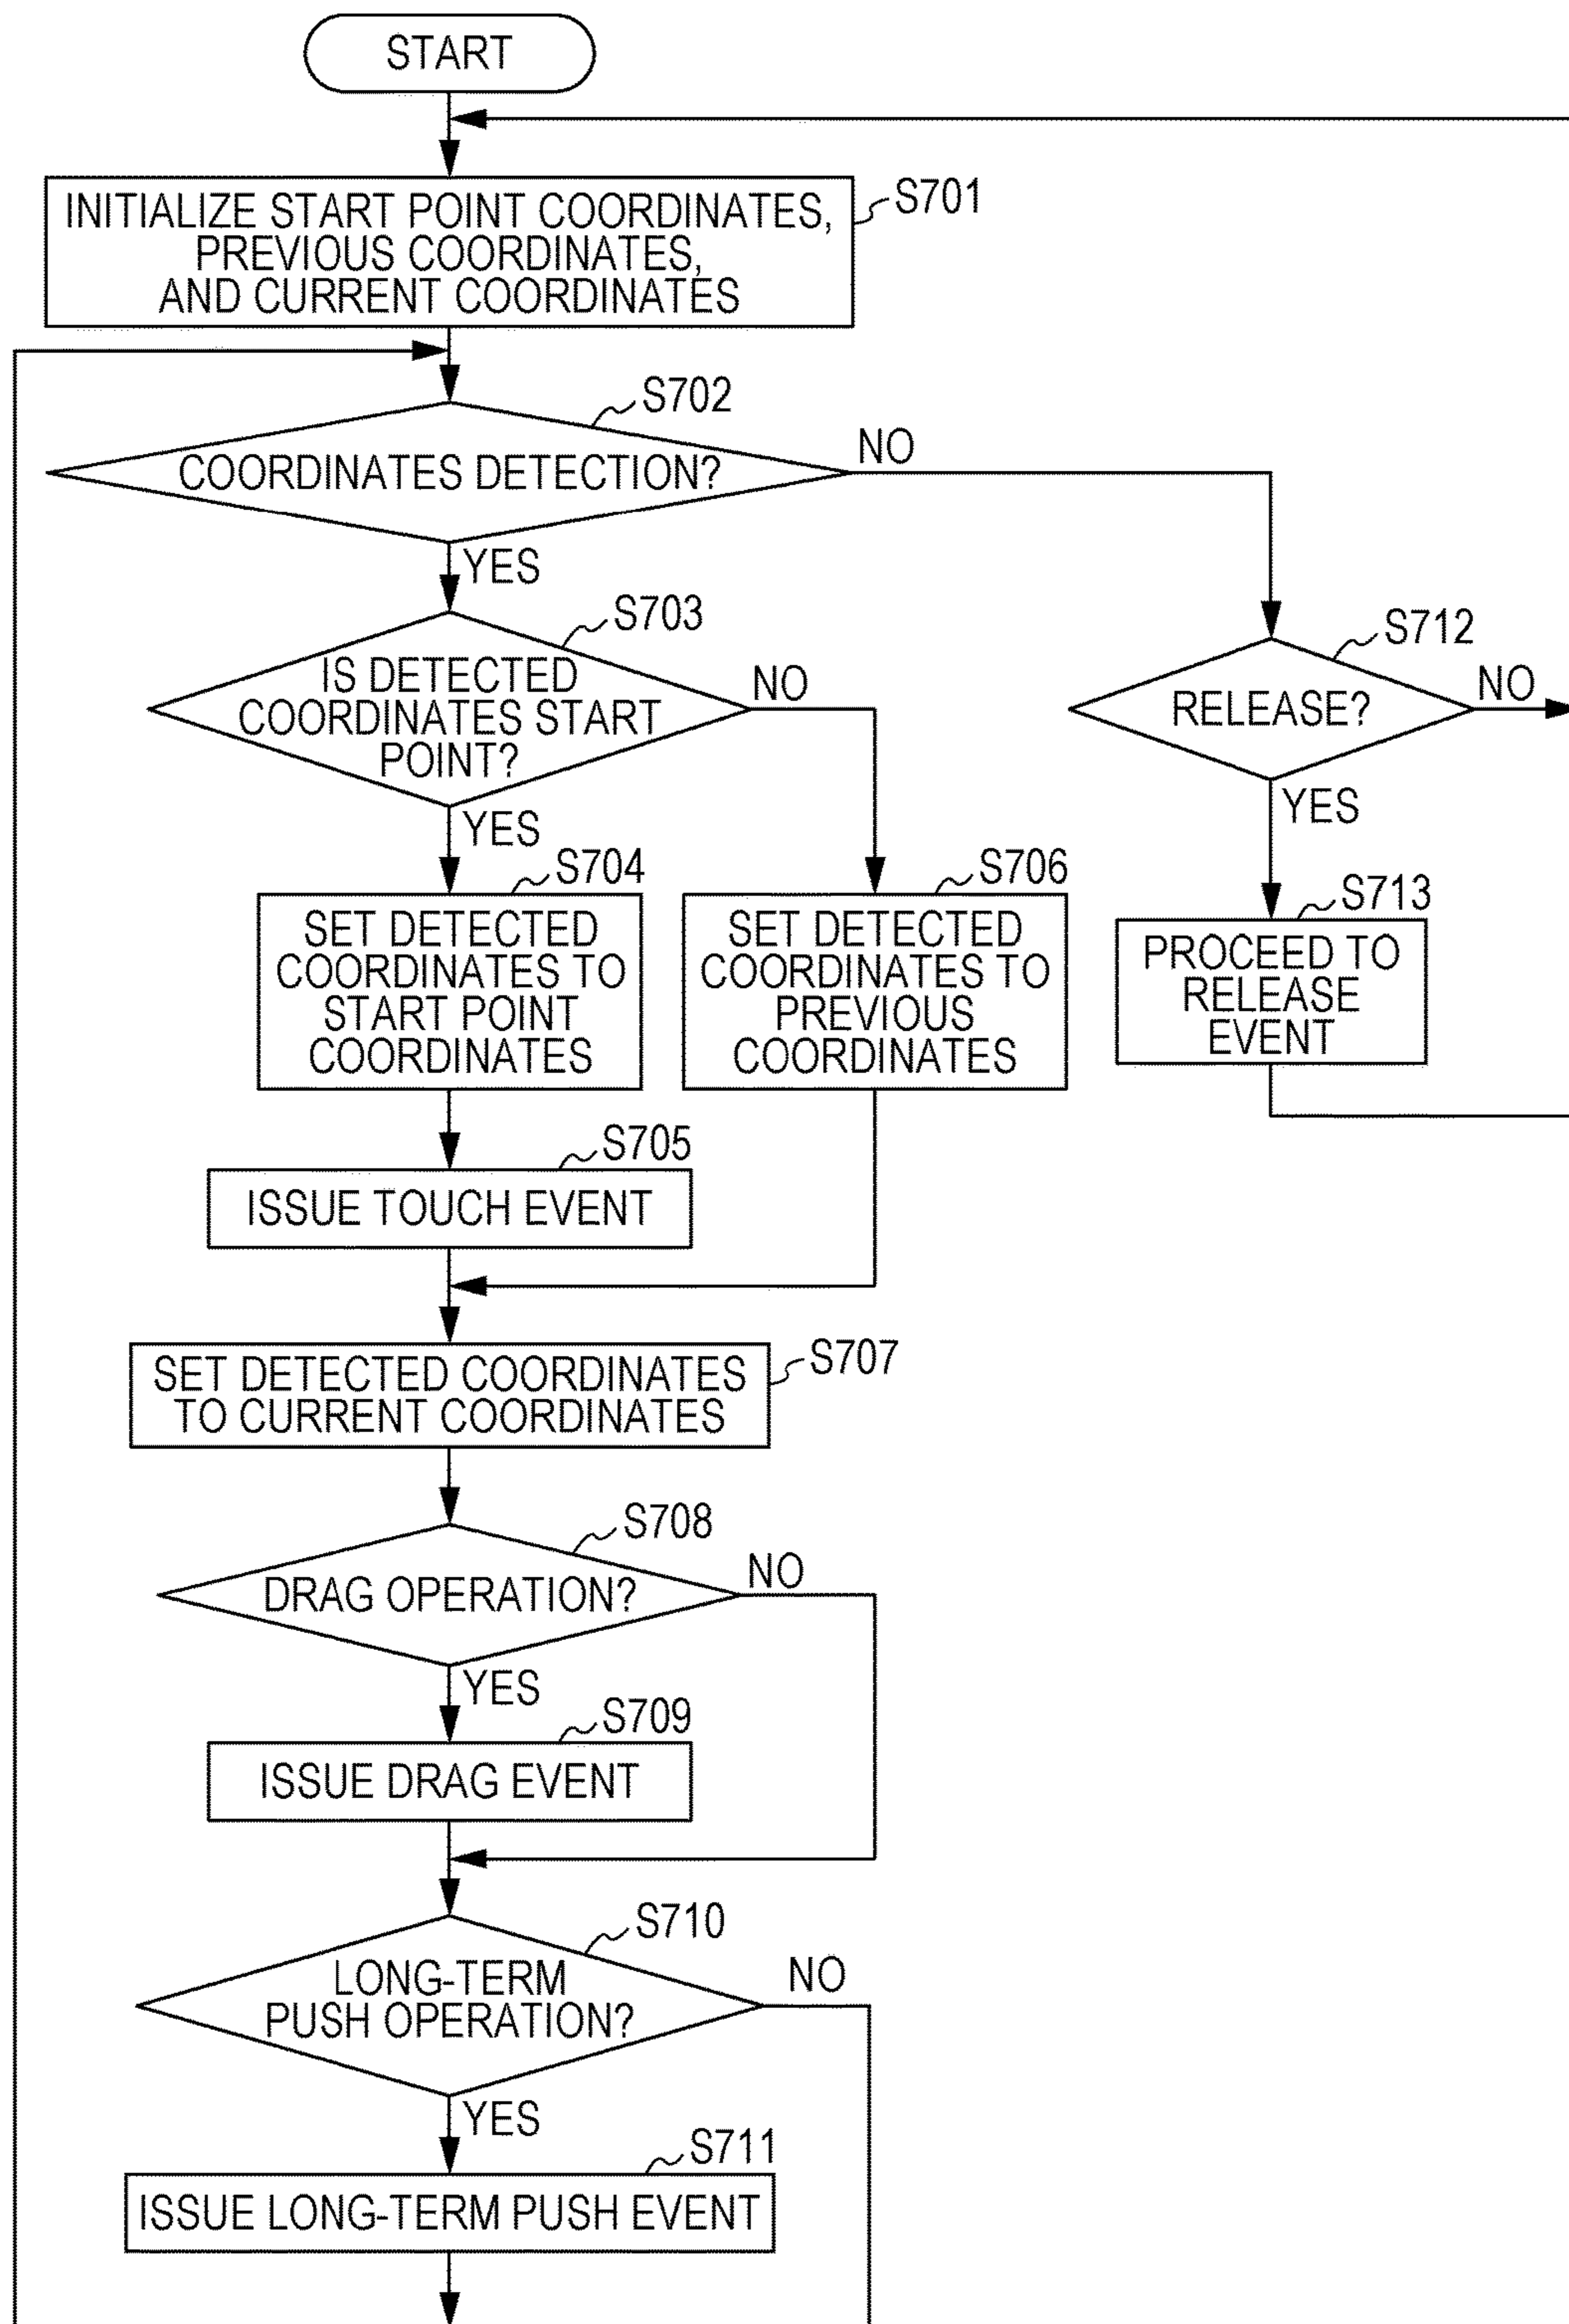 START
S701
INITIALIZE START POINT COORDINATES,
PREVIOUS COORDINATES,
AND CURRENT COORDINATES
S702
COORDINATES DETECTION?
NO
YES
S703
IS DETECTED
COORDINATES START
POINT?
NO
YES
S712
RELEASE?
NO
YES
S704
SET DETECTED
COORDINATES TO
START POINT
COORDINATES
S706
SET DETECTED
COORDINATES TO
PREVIOUS
COORDINATES
S713
PROCEED TO
RELEASE
EVENT
S705
ISSUE TOUCH EVENT
S707
SET DETECTED COORDINATES
TO CURRENT COORDINATES
S708
DRAG OPERATION?
NO
YES
S709
ISSUE DRAG EVENT
S710
LONG-TERM
PUSH OPERATION?
NO
YES
S711
ISSUE LONG-TERM PUSH EVENT